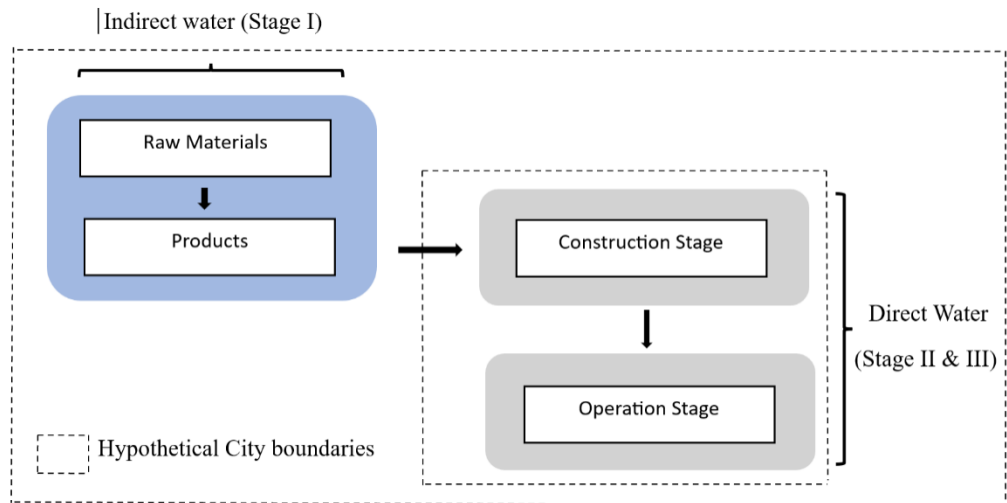 Indirect water (Stage I)
Raw Materials
Products
Construction Stage
Direct Water
(Stage II & III)
Operation Stage
Hypothetical City boundaries